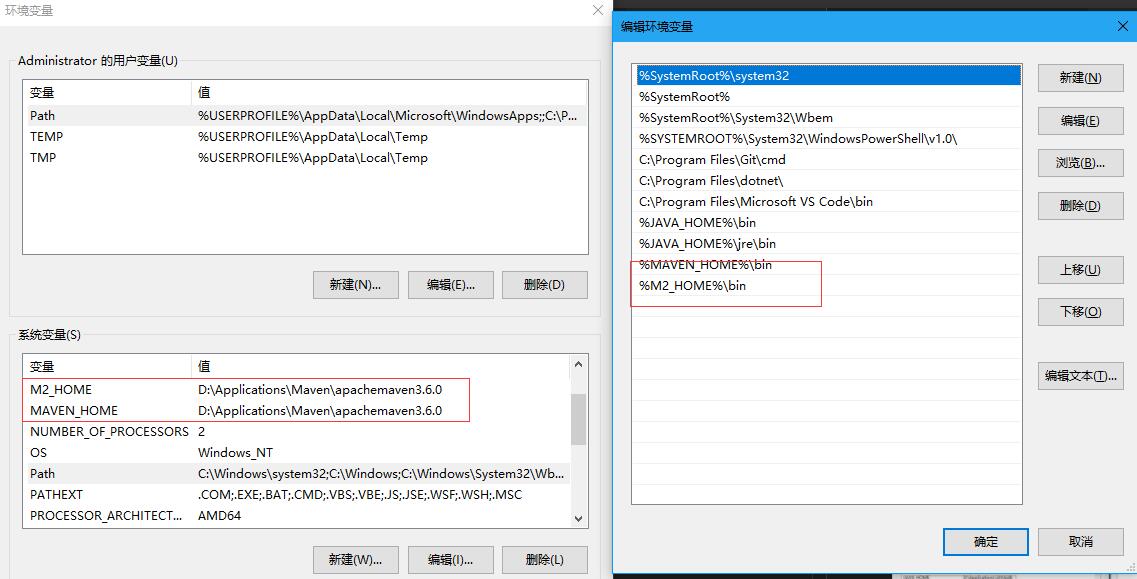 环境变量
Administrator 的用户变量(U)
变量 值
Path %USERPROFILE%\AppData\Local\Microsoft\WindowsApps;;C:\P...
TEMP %USERPROFILE%\AppData\Local\Temp
TMP %USERPROFILE%\AppData\Local\Temp
新建(N)... 编辑(E)... 删除(D)
系统变量(S)
变量 值
M2_HOME D:\Applications\Maven\apachemaven3.6.0
MAVEN_HOME D:\Applications\Maven\apachemaven3.6.0
NUMBER_OF_PROCESSORS 2
OS Windows_NT
Path C:\Windows\system32;C:\Windows;C:\Windows\System32\Wb...
PATHEXT .COM;.EXE;.BAT;.CMD;.VBS;.VBE;.JS;.JSE;.WSF;.WSH;.MSC
PROCESSOR_ARCHITECT... AMD64
新建(W)... 编辑(I)... 删除(L)
编辑环境变量
%SystemRoot%\system32
%SystemRoot%
%SystemRoot%\System32\Wbem
%SYSTEMROOT%\System32\WindowsPowerShell\v1.0\
C:\Program Files\Git\cmd
C:\Program Files\dotnet\
C:\Program Files\Microsoft VS Code\bin
%JAVA_HOME%\bin
%JAVA_HOME%\jre\bin
%MAVEN_HOME%\bin
%M2_HOME%\bin
新建(N)
编辑(E)
浏览(B)...
删除(D)
上移(U)
下移(O)
编辑文本(T)...
确定 取消